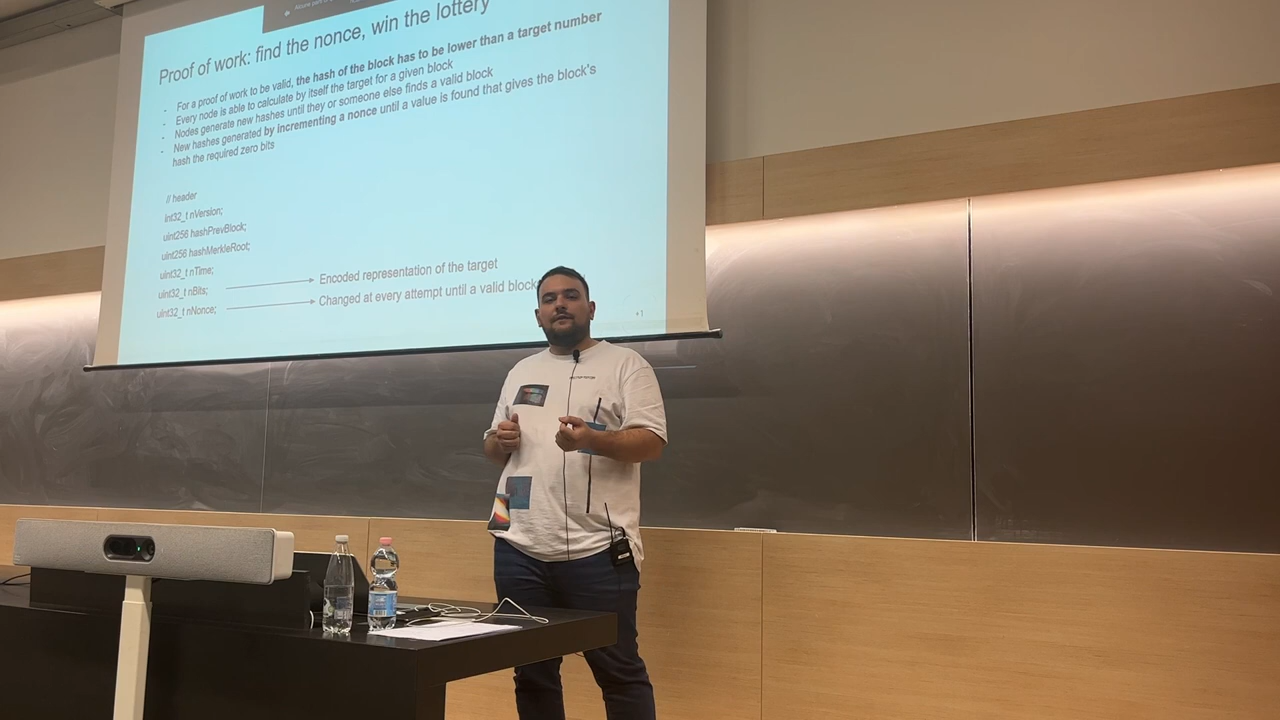 Proof of work: find the nonce, win the lottery
- For a proof of work to be valid, the hash of the block has to be lower than a target number
- Every node is able to calculate by itself the target for a given block
- Nodes generate new hashes until they or someone else finds a valid block
- New hashes generated by incrementing a nonce until a value is found that gives the block's
hash the required zero bits
// header
int32_t nVersion;
uint256 hashPrevBlock;
uint256 hashMerkleRoot;
uint32_t nTime;
uint32_t nBits;
Encoded representation of the target
uint32_t nNonce;
Changed at every attempt until a valid block